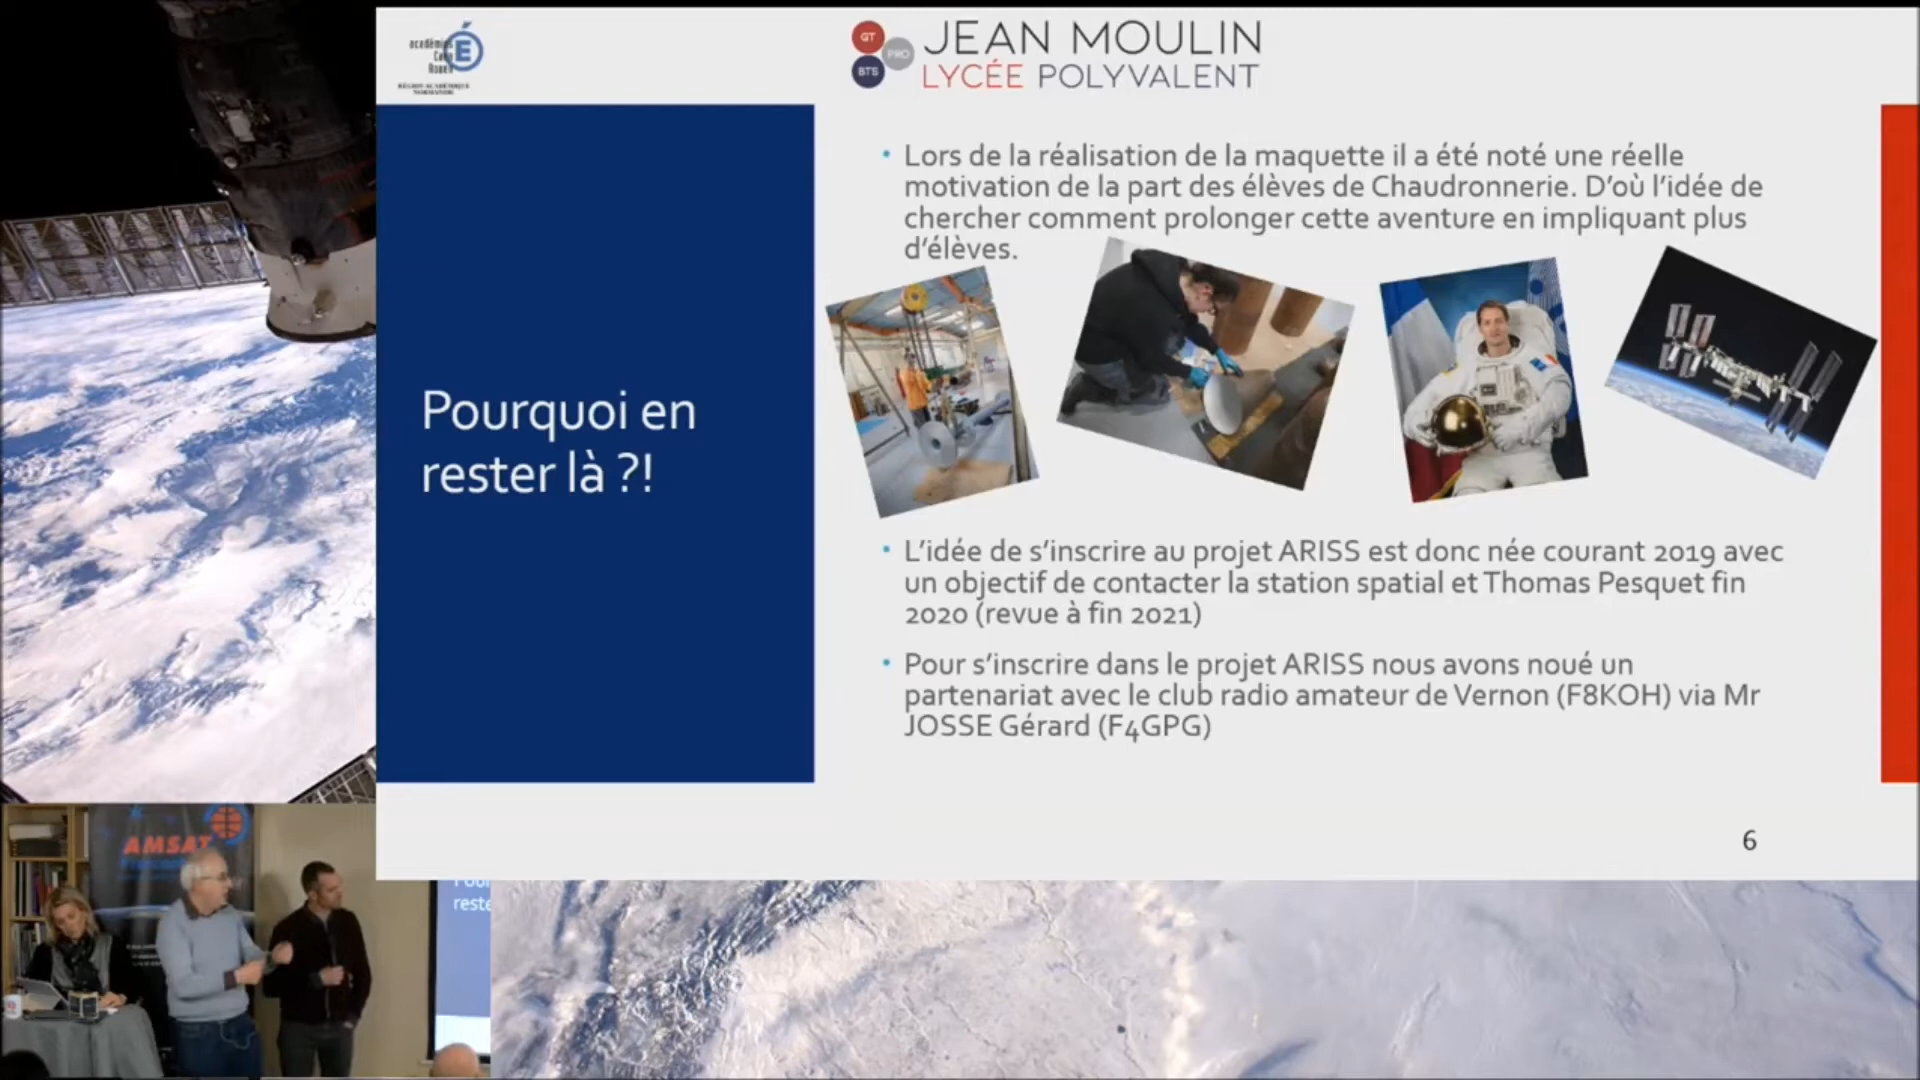 académie
Caen
Rouen
É
RÉGION ACADÉMIQUE
NORMANDIE
GT
PRO
BTS
JEAN MOULIN
LYCÉE POLYVALENT
Pourquoi en
rester là ?!
• Lors de la réalisation de la maquette il a été noté une réelle
motivation de la part des élèves de Chaudronnerie. D'où l'idée de
chercher comment prolonger cette aventure en impliquant plus
d'élèves.
• L'idée de s'inscrire au projet ARISS est donc née courant 2019 avec
un objectif de contacter la station spatial et Thomas Pesquet fin
2020 (revue à fin 2021)
• Pour s'inscrire dans le projet ARISS nous avons noué un
partenariat avec le club radio amateur de Vernon (F8KOH) via Mr
JOSSE Gérard (F4GPG)
6
AMSAT